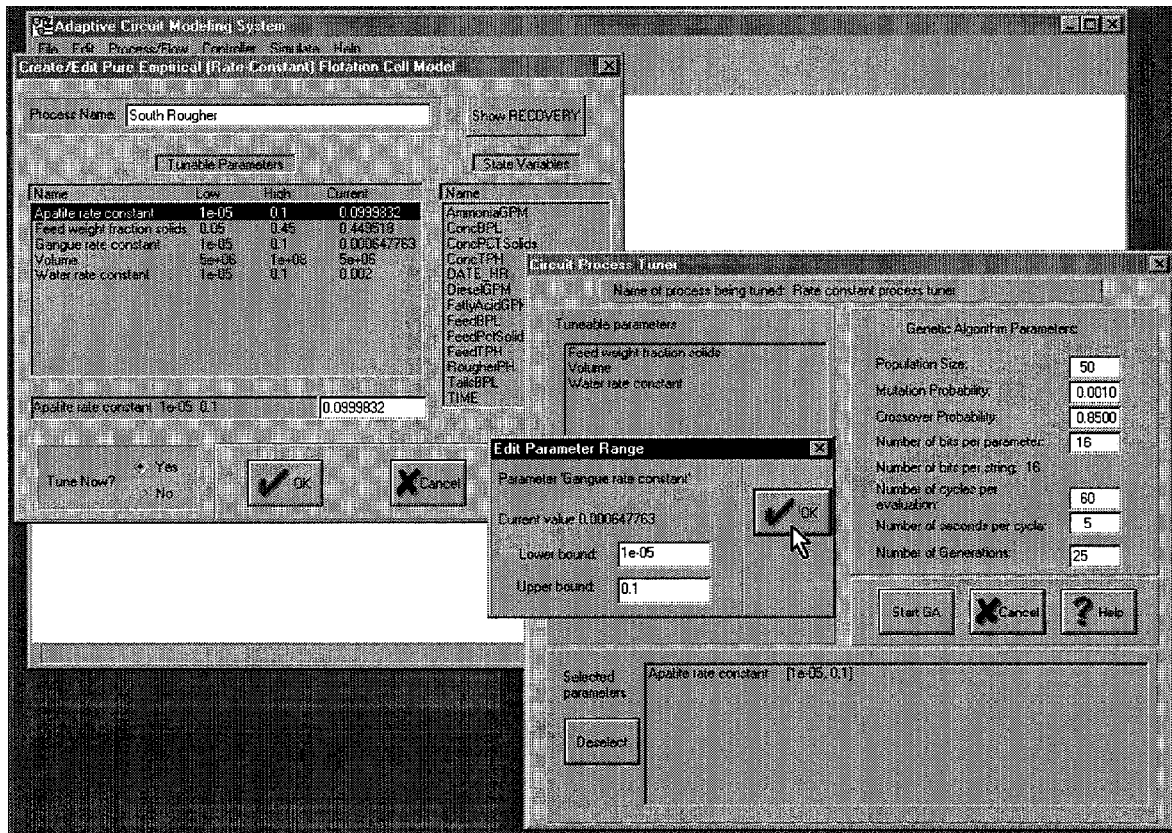 Adaptive Circuit Modeling System
File Edit Process/Flow Controller Simulate Help
Create/Edit Pure Empirical (Rate-Constant) Flotation Cell Model
Process Name: South Rougher
Show RECOVERY
Tunable Parameters
State Variables
Name Low High Current
Apatite rate constant 1e-05 0.1 0.0999832
Feed weight fraction solids 0.05 0.45 0.449518
Gangue rate constant 1e-05 0.1 0.000647763
Volume 5e+06 1e+08 5e+06
Water rate constant 1e-05 0.1 0.002
Name
AmmoniaGPM
ConcBPL
ConcPCTSolids
ConcTPH
DATE_HR
DieselGPM
FattyAcidGPM
FeedBPL
FeedPctSolid
FeedTPH
RougherPH
TailsBPL
TIME
Apatite rate constant 1e-05 0.1 0.0999832
Tune Now?
Yes
No
OK
Cancel
Circuit Process Tuner
Name of process being tuned: Rate constant process tuner
Tuneable parameters
Feed weight fraction solids
Volume
Water rate constant
Genetic Algorithm Parameters:
Population Size: 50
Mutation Probability: 0.0010
Crossover Probability: 0.8500
Number of bits per parameter: 16
Number of bits per string: 16
Number of cycles per
evaluation: 60
Number of seconds per cycle: 5
Number of Generations: 25
Start GA
Cancel
Help
Edit Parameter Range
Parameter 'Gangue rate constant'
Current value 0.000647763
Lower bound: 1e-05
Upper bound: 0.1
OK
Selected
parameters
Apatite rate constant [1e-05, 0.1]
Deselect